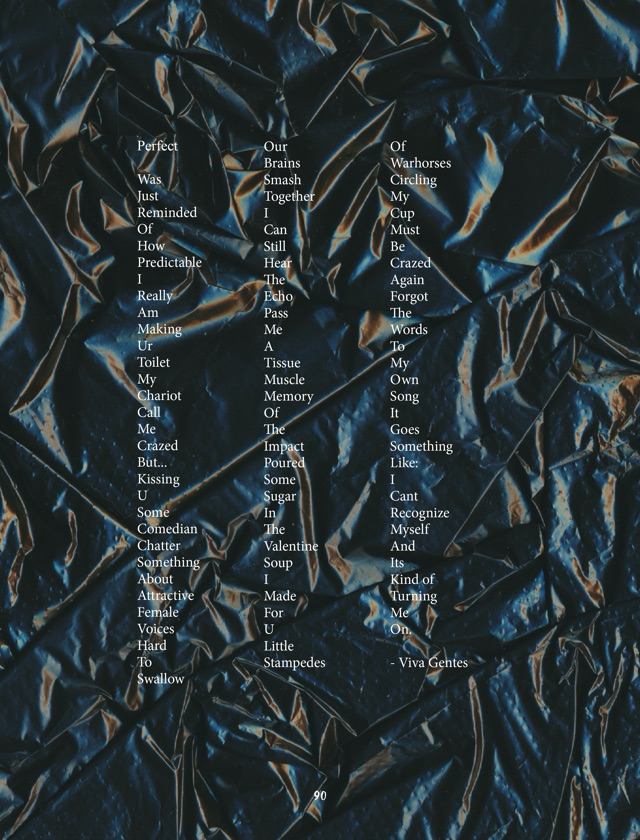 Perfect
Was
Just
Reminded
Of
How
Predictable
I
Really
Am
Making
Ur
Toilet
My
Chariot
Call
Me
Crazed
But...
Kissing
U
Some
Comedian
Chatter
Something
About
Attractive
Female
Voices
Hard
To
Swallow
Our
Brains
Smash
Together
I
Can
Still
Hear
The
Echo
Pass
Me
A
Tissue
Muscle
Memory
Of
The
Impact
Poured
Some
Sugar
In
The
Valentine
Soup
I
Made
For
U
Little
Stampedes
Of
Warhorses
Circling
My
Cup
Must
Be
Crazed
Again
Forgot
The
Words
To
My
Own
Song
It
Goes
Something
Like:
I
Cant
Recognize
Myself
And
Its
Kind of
Turning
Me
On.
- Viva Gentes
90